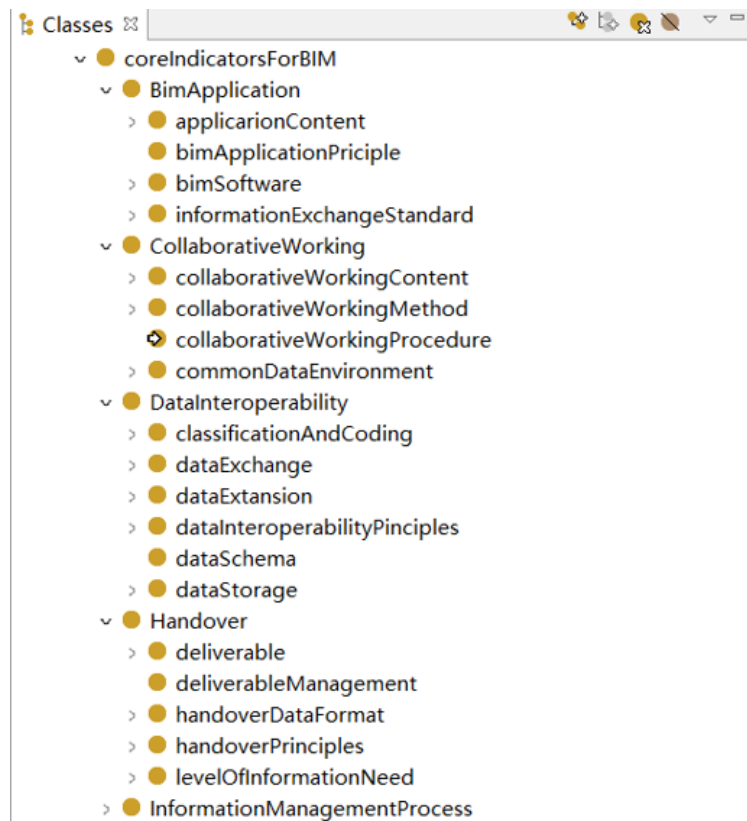 Classes
coreIndicatorsForBIM
BimApplication
applicarionContent
bimApplicationPriciple
bimSoftware
informationExchangeStandard
CollaborativeWorking
collaborativeWorkingContent
collaborativeWorkingMethod
collaborativeWorkingProcedure
commonDataEnvironment
DataInteroperability
classificationAndCoding
dataExchange
dataExtansion
dataInteroperabilityPinciples
dataSchema
dataStorage
Handover
deliverable
deliverableManagement
handoverDataFormat
handoverPrinciples
levelOfInformationNeed
InformationManagementProcess